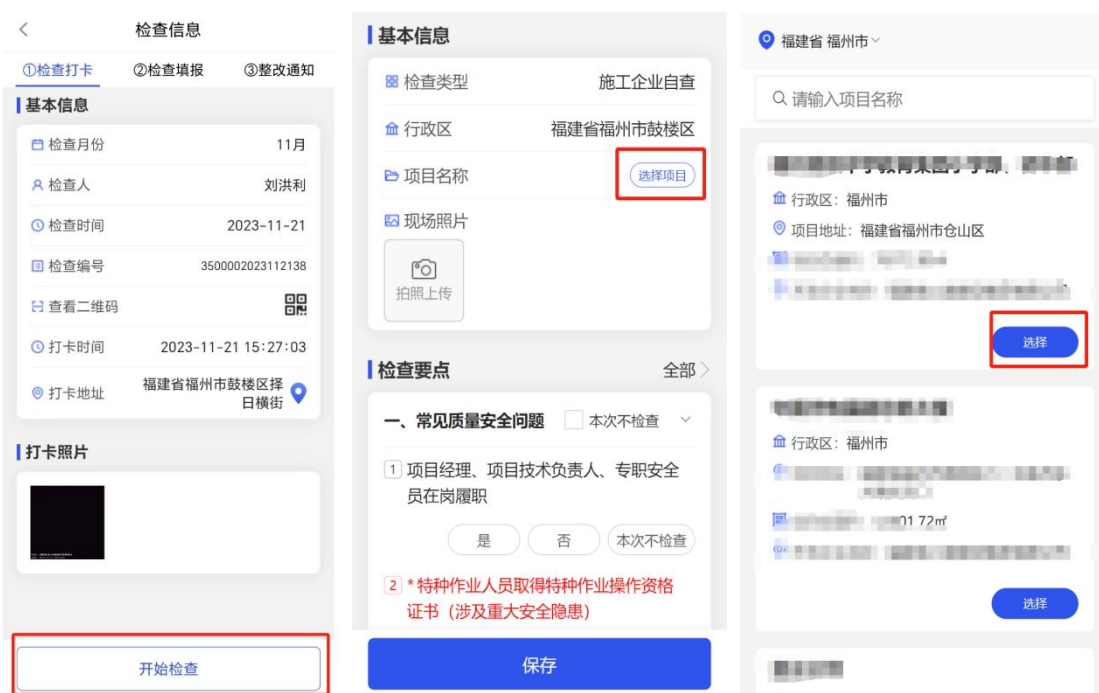 检查信息
①检查打卡 ②检查填报 ③整改通知
基本信息
检查月份 11月
检查人 刘洪利
检查时间 2023-11-21
检查编号 3500002023112138
查看二维码
打卡时间 2023-11-21 15:27:03
打卡地址 福建省福州市鼓楼区择
日横街
打卡照片
开始检查
基本信息
检查类型 施工企业自查
行政区 福建省福州市鼓楼区
项目名称 选择项目
现场照片
拍照上传
检查要点 全部
一、常见质量安全问题 本次不检查
1 项目经理、项目技术负责人、专职安全
员在岗履职
是 否 本次不检查
2 *特种作业人员取得特种作业操作资格
证书（涉及重大安全隐患）
保存
福建省 福州市
请输入项目名称
行政区：福州市
项目地址：福建省福州市仓山区
选择
行政区：福州市
01.72㎡
选择